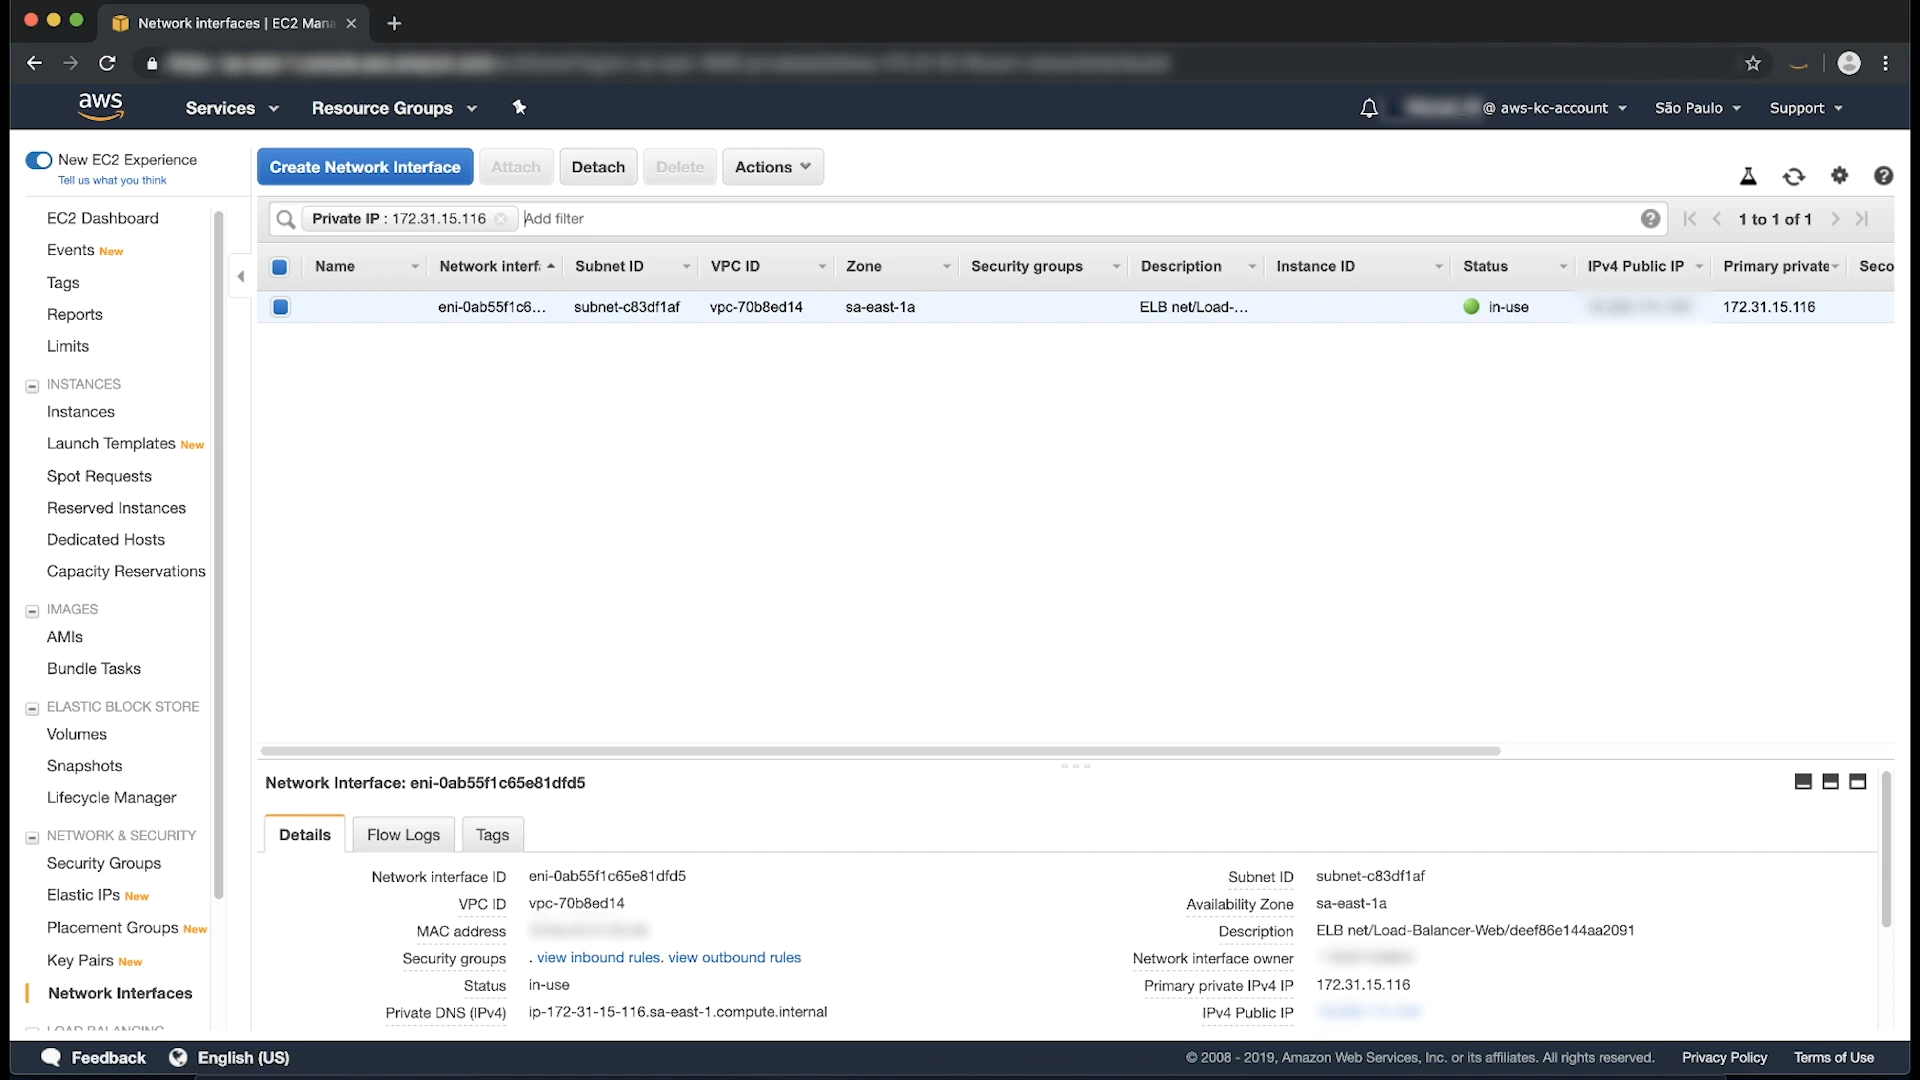 Network interfaces | EC2 Mana
aws
Services
Resource Groups
@ aws-kc-account
São Paulo
Support
New EC2 Experience
Tell us what you think
EC2 Dashboard
Events New
Tags
Reports
Limits
INSTANCES
Instances
Launch Templates New
Spot Requests
Reserved Instances
Dedicated Hosts
Capacity Reservations
IMAGES
AMIs
Bundle Tasks
ELASTIC BLOCK STORE
Volumes
Snapshots
Lifecycle Manager
NETWORK & SECURITY
Security Groups
Elastic IPs New
Placement Groups New
Key Pairs New
Network Interfaces
LOAD BALANCING
Create Network Interface Attach Detach Delete Actions
Private IP : 172.31.15.116 Add filter
1 to 1 of 1
Name Network interf: Subnet ID VPC ID Zone Security groups Description Instance ID Status IPv4 Public IP Primary private Seco
eni-0ab55f1c6... subnet-c83df1af vpc-70b8ed14 sa-east-1a ELB net/Load-... in-use 172.31.15.116
Network Interface: eni-0ab55f1c65e81dfd5
Details Flow Logs Tags
Network interface ID eni-0ab55f1c65e81dfd5 Subnet ID subnet-c83df1af
VPC ID vpc-70b8ed14 Availability Zone sa-east-1a
MAC address Description ELB net/Load-Balancer-Web/deef86e144aa2091
Security groups . view inbound rules. view outbound rules Network interface owner
Status in-use Primary private IPv4 IP 172.31.15.116
Private DNS (IPv4) ip-172-31-15-116.sa-east-1.compute.internal IPv4 Public IP
Feedback English (US) © 2008 - 2019, Amazon Web Services, Inc. or its affiliates. All rights reserved. Privacy Policy Terms of Use